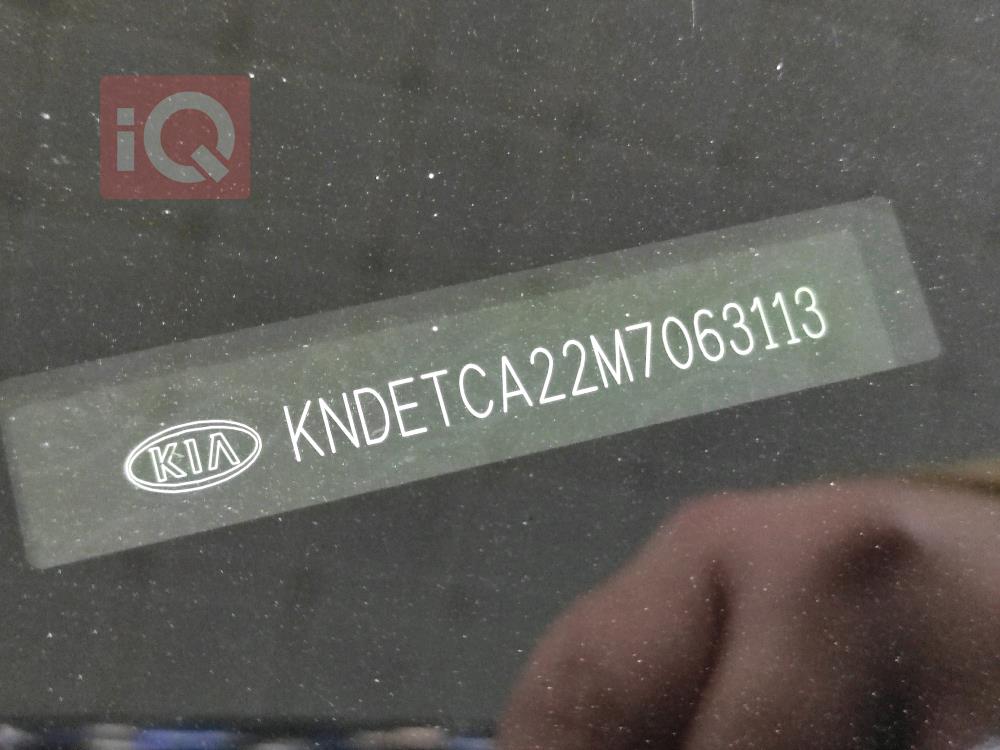 iQ
KIA KNDETCA22M7063113